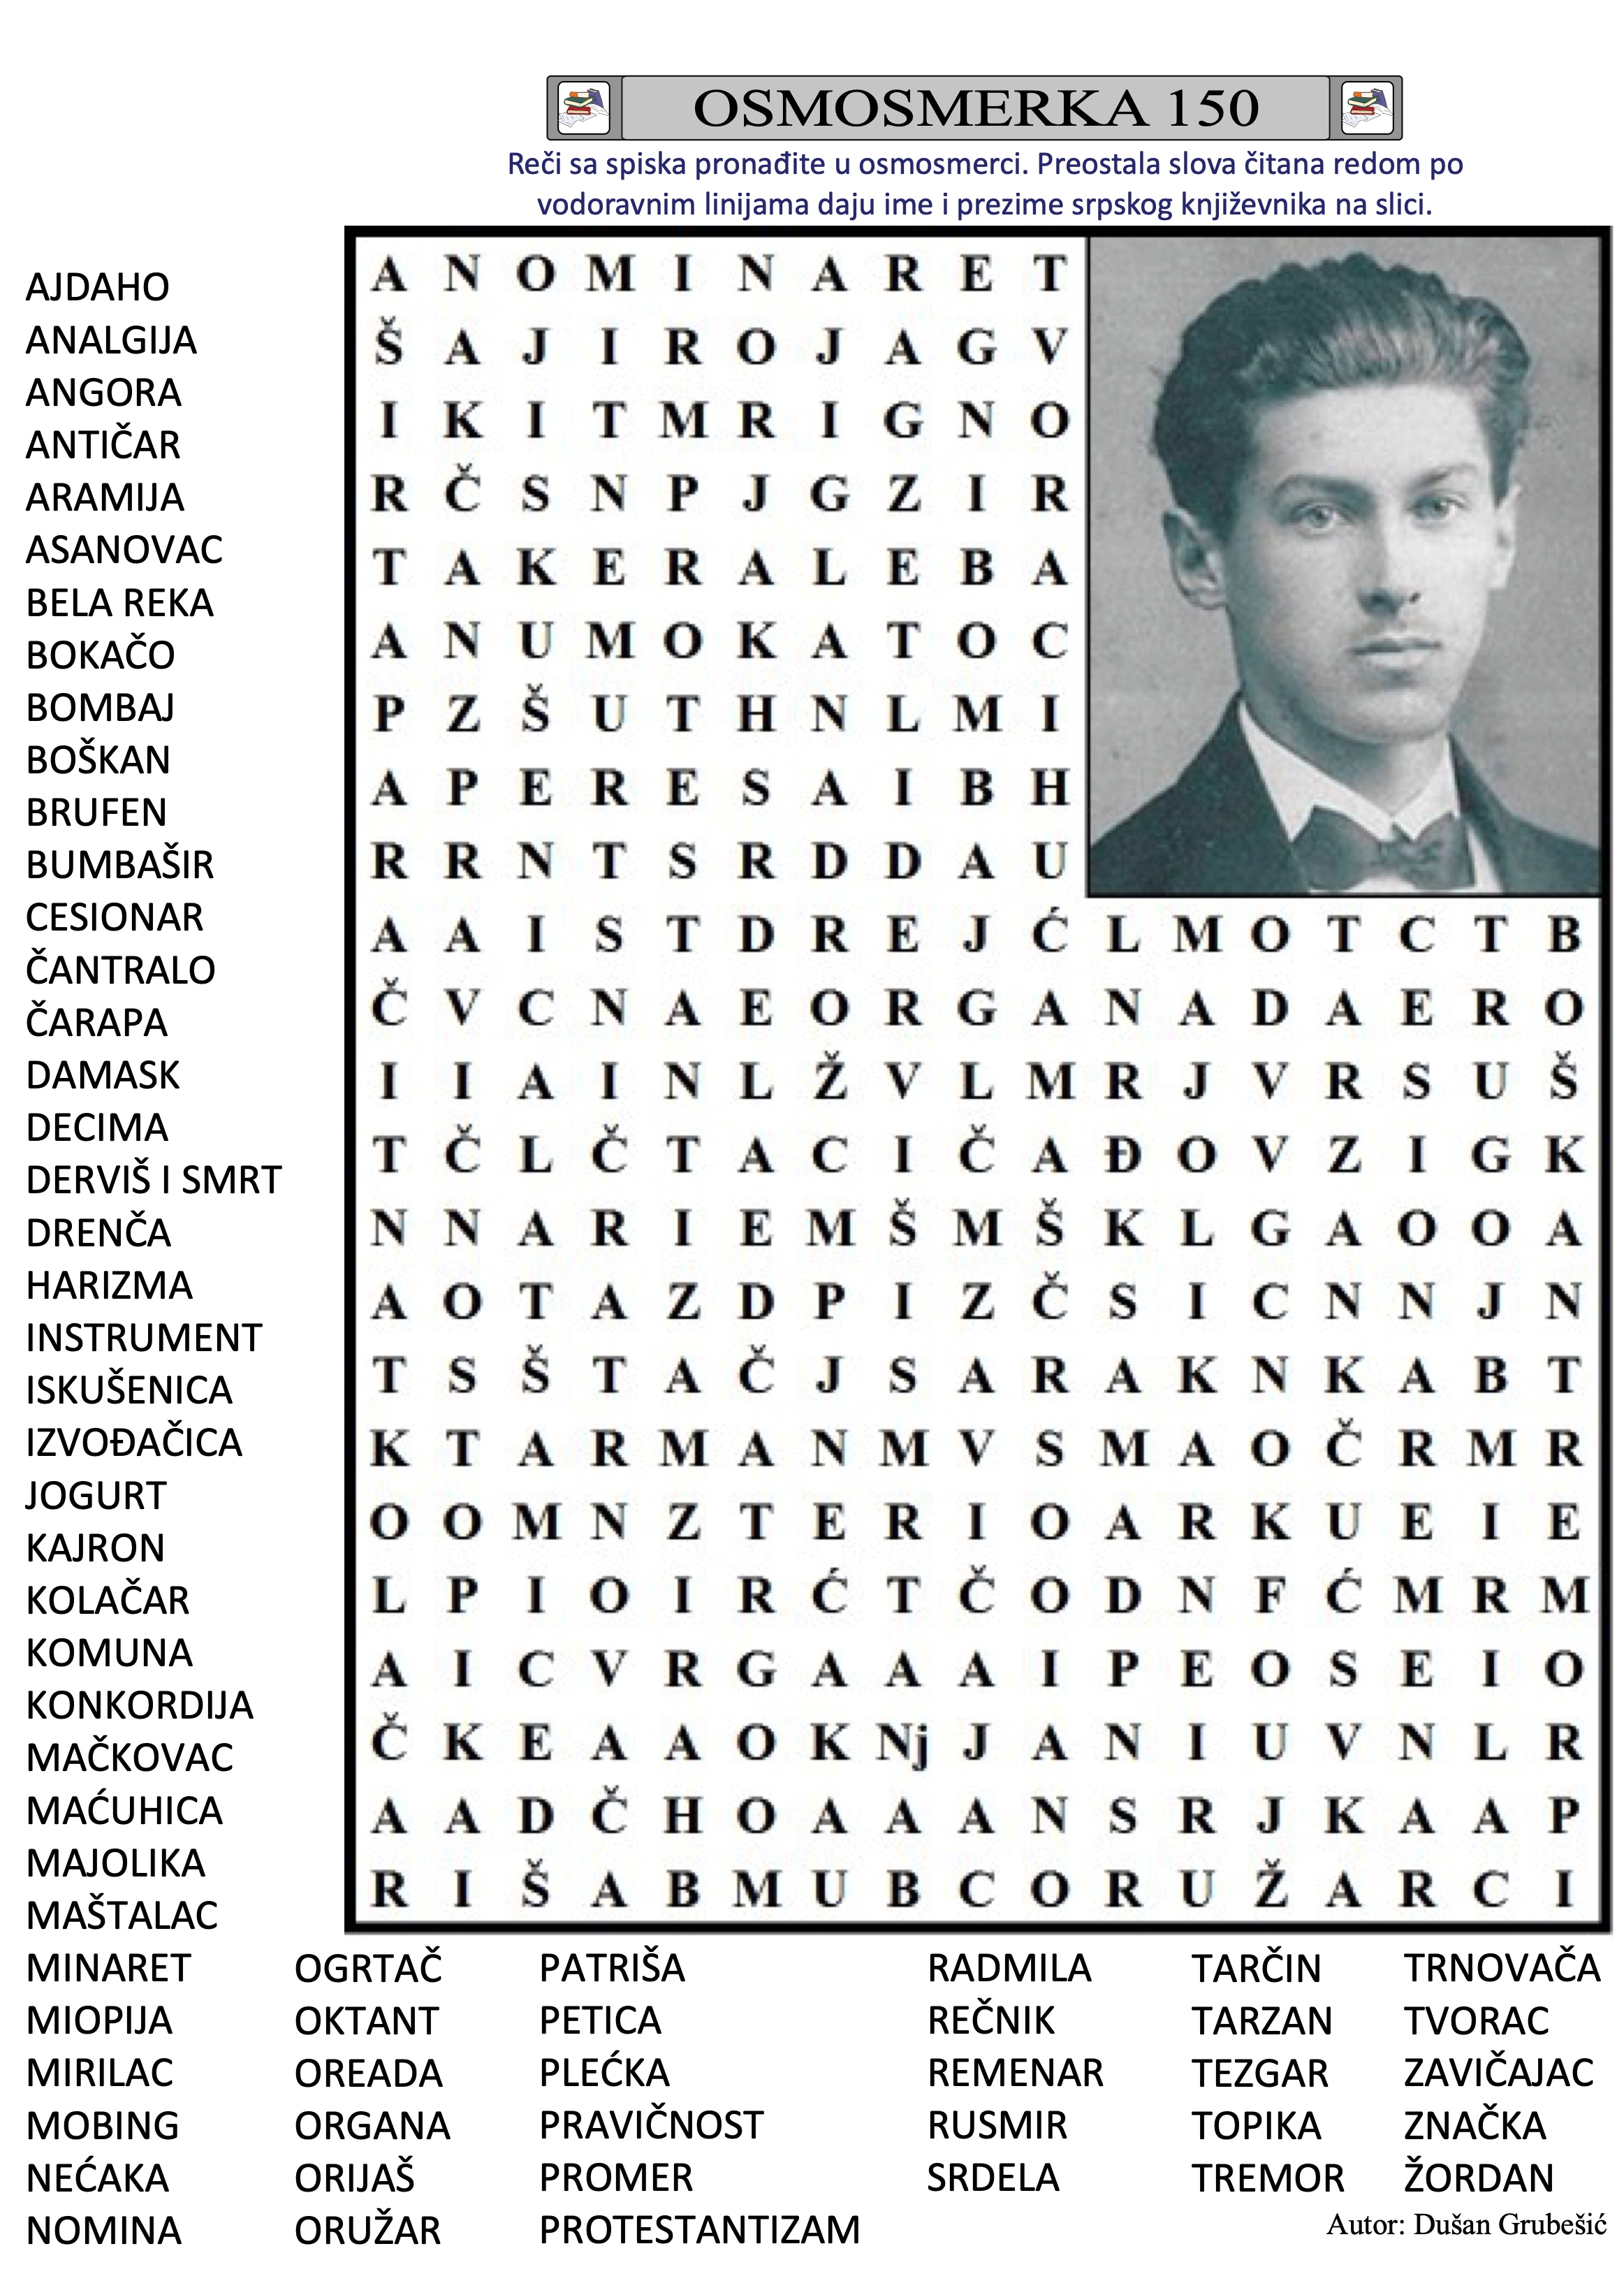 OSMOSMERKA 150
Reči sa spiska pronađite u osmosmerci. Preostala slova čitana redom po
vodoravnim linijama daju ime i prezime srpskog književnika na slici.
AJDAHO
ANALGIJA
ANGORA
ANTIČAR
ARAMIJA
ASANOVAC
BELA REKA
BOKAČO
BOMBAJ
BOŠKAN
BRUFEN
BUMBAŠIR
CESIONAR
ČANTRALO
ČARAPA
DAMASK
DECIMA
DERVIŠ I SMRT
DRENČA
HARIZMA
INSTRUMENT
ISKUŠENICA
IZVOĐAČICA
JOGURT
KAJRON
KOLAČAR
KOMUNA
KONKORDIJA
MAČKOVAC
MAĆUHICA
MAJOLIKA
MAŠTALAC
MINARET
MIOPIJA
MIRILAC
MOBING
NEĆAKA
NOMINA
A N O M I N A R E T
Š A J I R O J A G V
I K I T M R I G N O
R Č S N P J G Z I R
T A K E R A L E B A
A N U M O K A T O C
P Z Š U T H N L M I
A P E R E S A I B H
R R N T S R D D A U
A A I S T D R E J Ć L M O T C T B
Č V C N A E O R G A N A D A E R O
I I A I N L Ž V L M R J V R S U Š
T Č L Č T A C I Č A Đ O V Z I G K
N N A R I E M Š M Š K L G A O O A
A O T A Z D P I Z Č S I C N N J N
T S Š T A Č J S A R A K N K A B T
K T A R M A N M V S M A O Č R M R
O O M N Z T E R I O A R K U E I E
L P I O I R Ć T Č O D N F Ć M R M
A I C V R G A A A I P E O S E I O
Č K E A A O K Nj J A N I U V N L R
A A D Č H O A A A N S R J K A A P
R I Š A B M U B C O R U Ž A R C I
OGRTAČ
OKTANT
OREADA
ORGANA
ORIJAŠ
ORUŽAR
PATRIŠA
PETICA
PLEĆKA
PRAVIČNOST
PROMER
PROTESTANTIZAM
RADMILA
REČNIK
REMENAR
RUSMIR
SRDELA
TARČIN
TARZAN
TEZGAR
TOPIKA
TREMOR
TRNOVAČA
TVORAC
ZAVIČAJAC
ZNAČKA
ŽORDAN
Autor: Dušan Grubešić